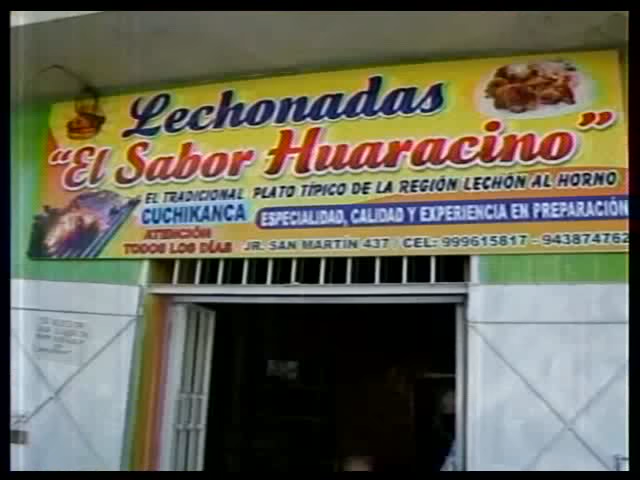 Lechonadas
"El Sabor Huaracino"
EL TRADICIONAL PLATO TÍPICO DE LA REGIÓN LECHÓN AL HORNO
CUCHIKANCA
ESPECIALIDAD, CALIDAD Y EXPERIENCIA EN PREPARACIÓN
ATENCIÓN
TODOS LOS DÍAS
JR. SAN MARTÍN 437 / CEL: 999615817 - 943874762